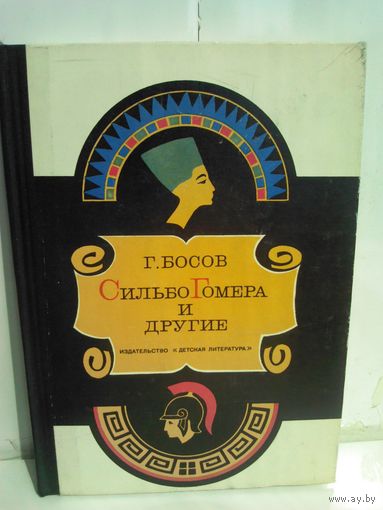 Г. БОСОВ
СИЛЬБО ГОМЕРА
И
ДРУГИЕ
ИЗДАТЕЛЬСТВО «ДЕТСКАЯ ЛИТЕРАТУРА»
© www.ay.by